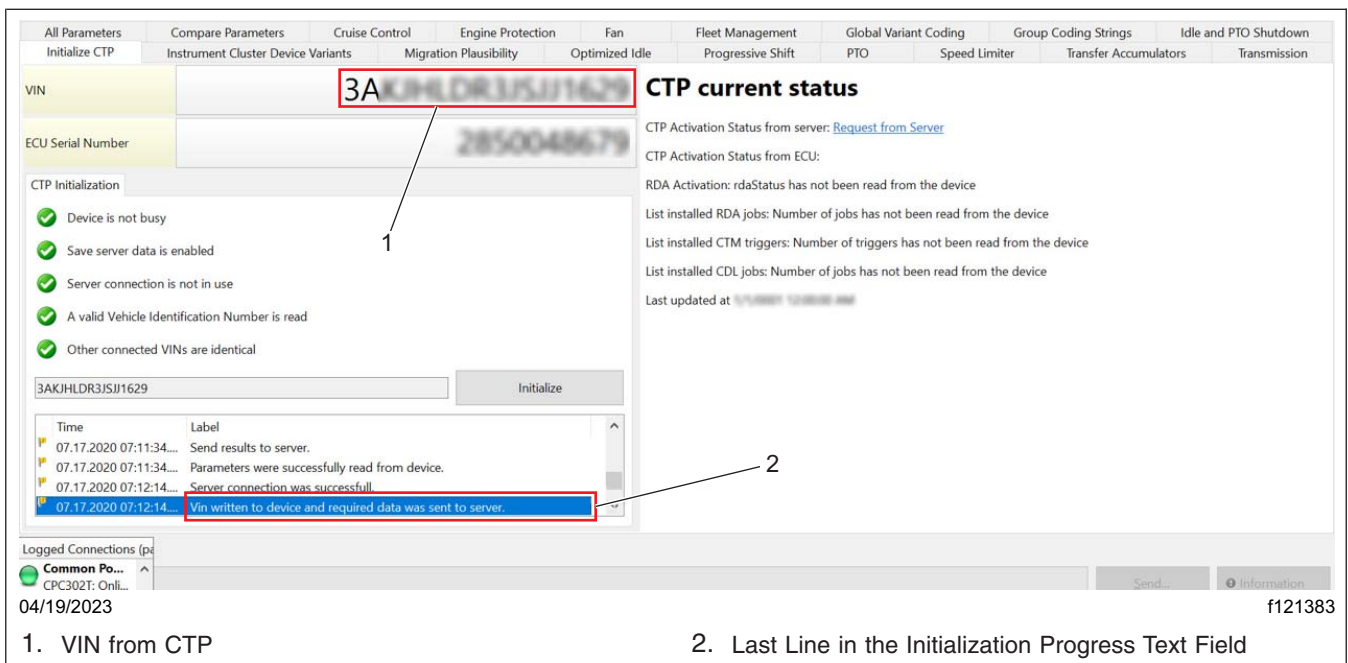 All Parameters Compare Parameters Cruise Control Engine Protection Fan Fleet Management Global Variant Coding Group Coding Strings Idle and PTO Shutdown
Initialize CTP Instrument Cluster Device Variants Migration Plausibility Optimized Idle Progressive Shift PTO Speed Limiter Transfer Accumulators Transmission
VIN 3A
ECU Serial Number
CTP Initialization
Device is not busy
Save server data is enabled
Server connection is not in use
A valid Vehicle Identification Number is read
Other connected VINs are identical
3AKJHLDR3JSJJ1629 Initialize
Time Label
07.17.2020 07:11:34.... Send results to server.
07.17.2020 07:11:34.... Parameters were successfully read from device.
07.17.2020 07:12:14.... Server connection was successfull.
07.17.2020 07:12:14.... Vin written to device and required data was sent to server.
1
2
CTP current status
CTP Activation Status from server: Request from Server
CTP Activation Status from ECU:
RDA Activation: rdaStatus has not been read from the device
List installed RDA jobs: Number of jobs has not been read from the device
List installed CTM triggers: Number of triggers has not been read from the device
List installed CDL jobs: Number of jobs has not been read from the device
Last updated at
Logged Connections (pa
Common Po...
CPC302T: Onli...
Send... Information
04/19/2023 f121383
1. VIN from CTP 2. Last Line in the Initialization Progress Text Field